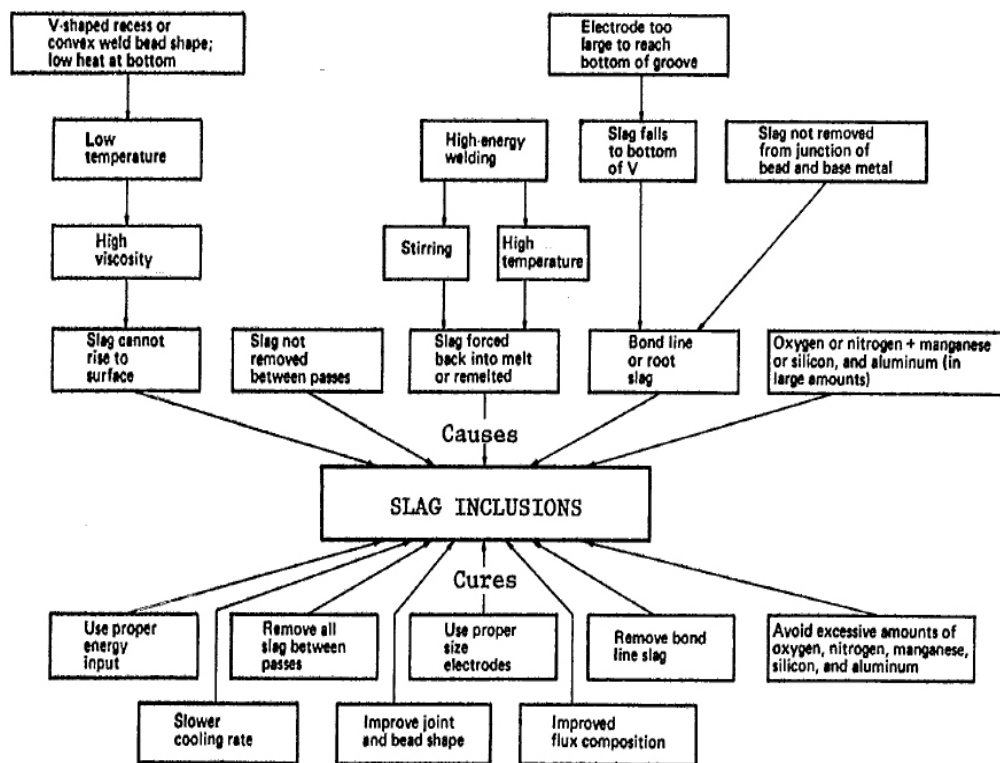 V-shaped recess or
convex weld bead shape;
low heat at bottom
Electrode too
large to reach
bottom of groove
Low
temperature
High-energy
welding
Slag falls
to bottom
of V
Slag not removed
from junction of
bead and base metal
High
viscosity
Stirring
High
temperature
Slag cannot
rise to
surface
Slag not
removed
between passes
Slag forced
back into melt
or remelted
Bond line
or root
slag
Oxygen or nitrogen + manganese
or silicon, and aluminum (in
large amounts)
Causes
SLAG INCLUSIONS
Cures
Use proper
energy
input
Remove all
slag between
passes
Use proper
size
electrodes
Remove bond
line slag
Avoid excessive amounts of
oxygen, nitrogen, manganese,
silicon, and aluminum
Slower
cooling rate
Improve joint
and bead shape
Improved
flux composition